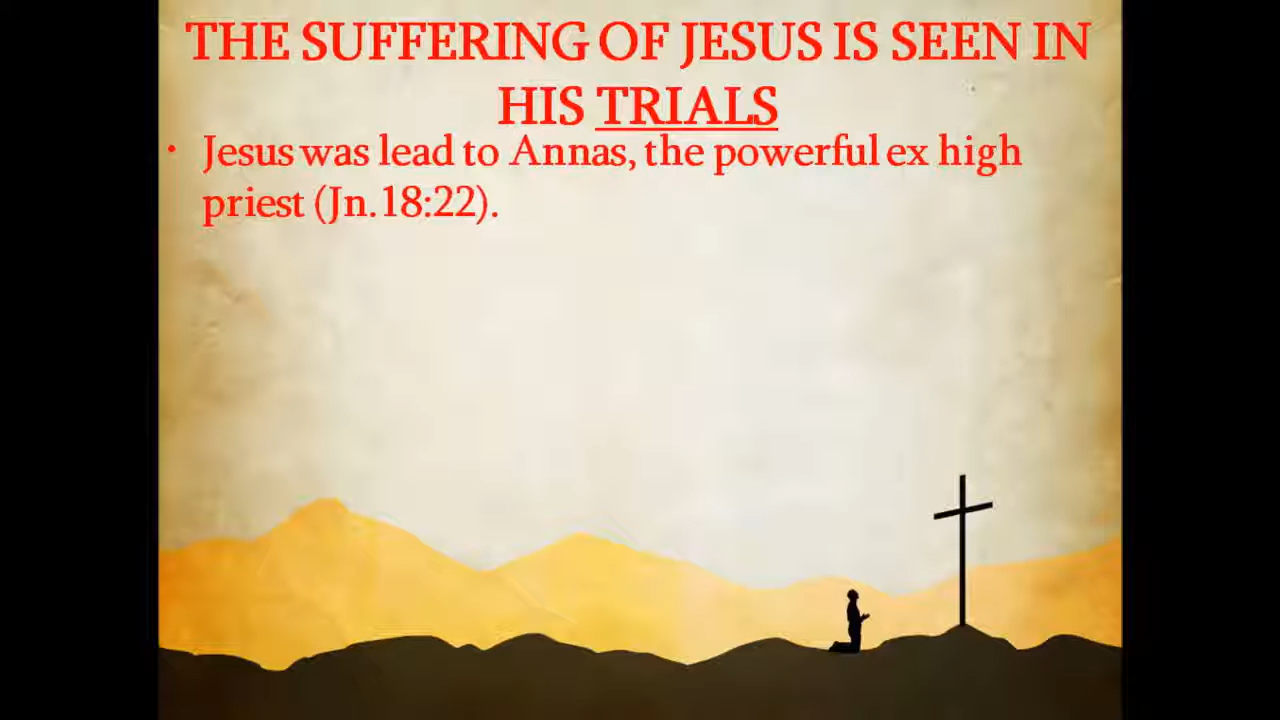 THE SUFFERING OF JESUS IS SEEN IN
HIS TRIALS
• Jesus was lead to Annas, the powerful ex high
priest (Jn.18:22).